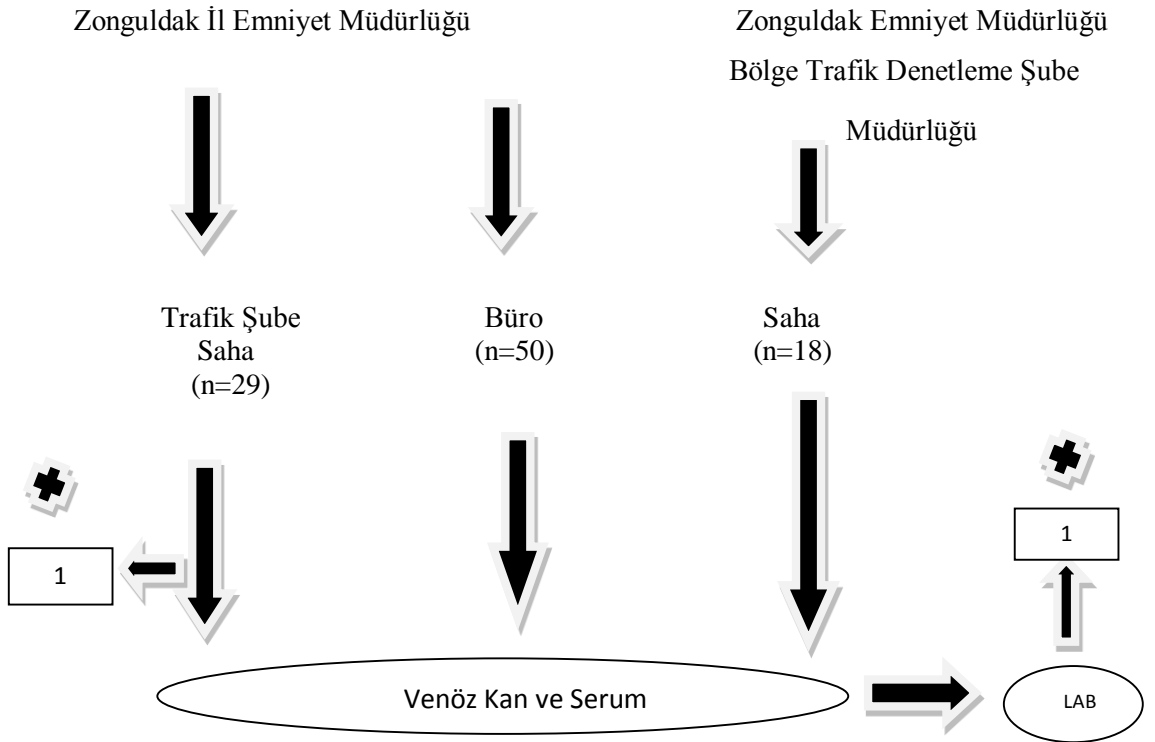 Zonguldak İl Emniyet Müdürlüğü
Zonguldak Emniyet Müdürlüğü
Bölge Trafik Denetleme Şube
Müdürlüğü
Trafik Şube
Saha
(n=29)
Büro
(n=50)
Saha
(n=18)
1
1
Venöz Kan ve Serum
LAB